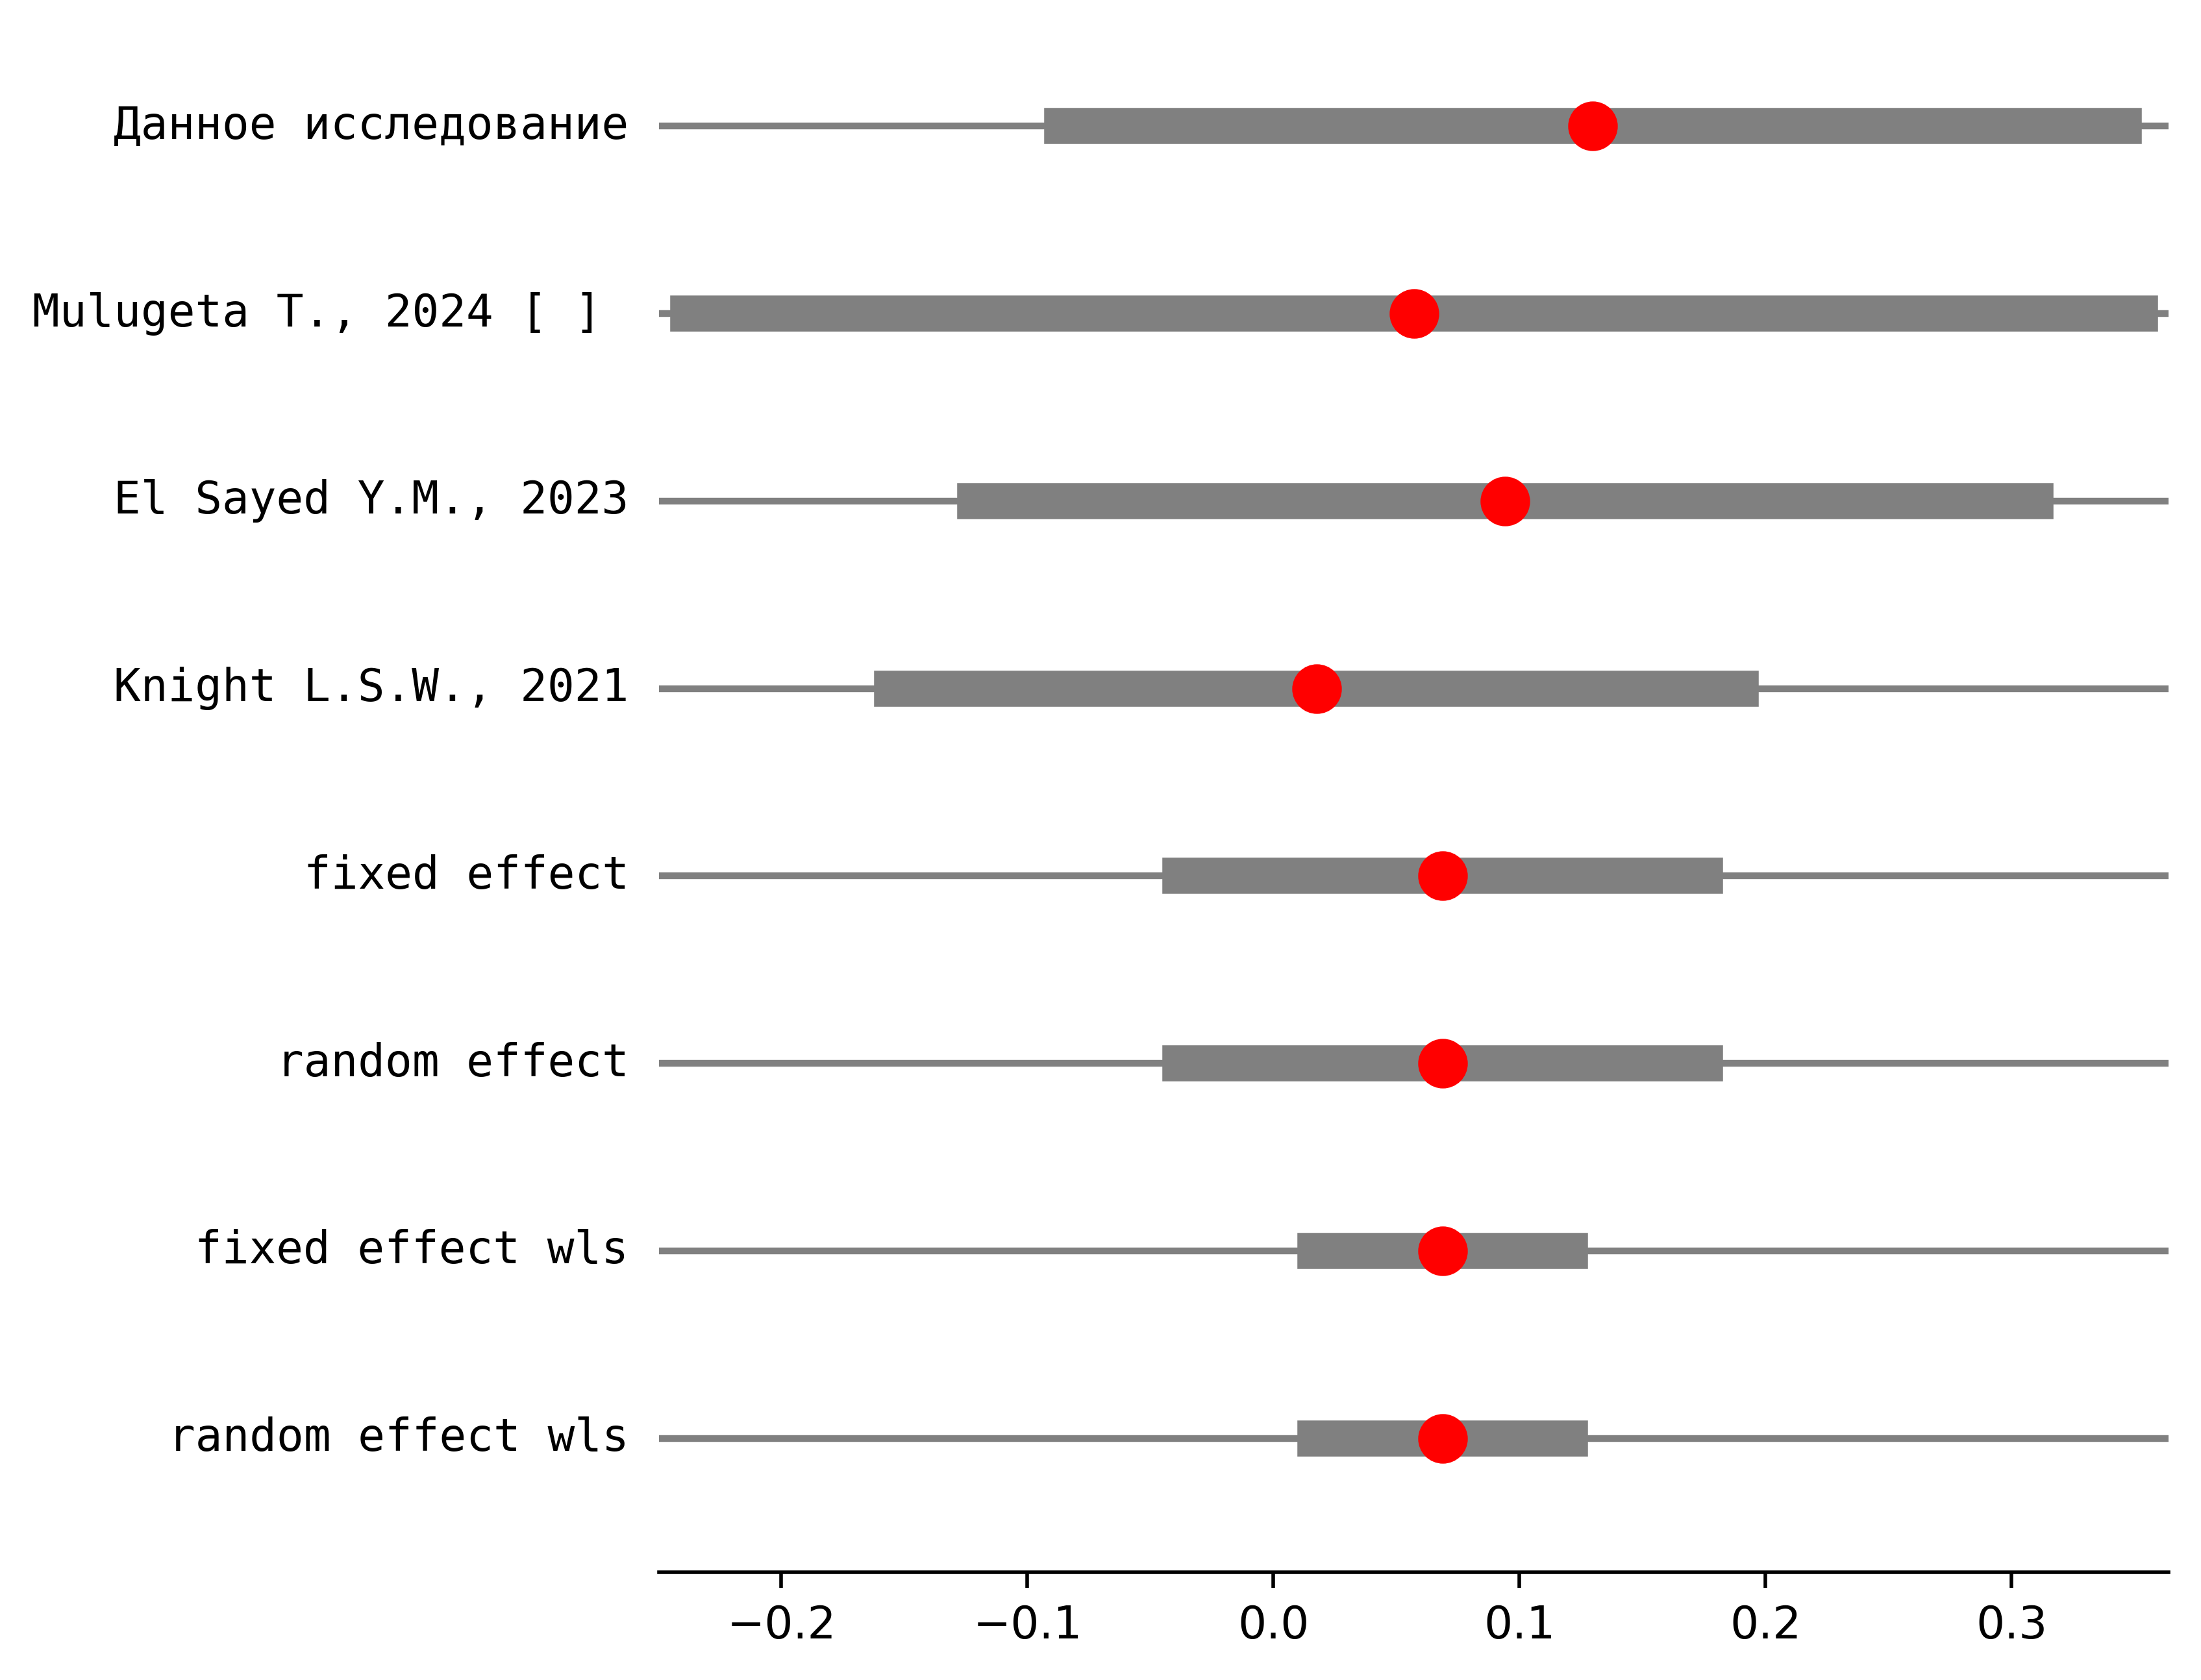 Данное исследование
Mulugeta T., 2024 [ ]
El Sayed Y.M., 2023
Knight L.S.W., 2021
fixed effect
random effect
fixed effect wls
random effect wls
−0.2 −0.1 0.0 0.1 0.2 0.3